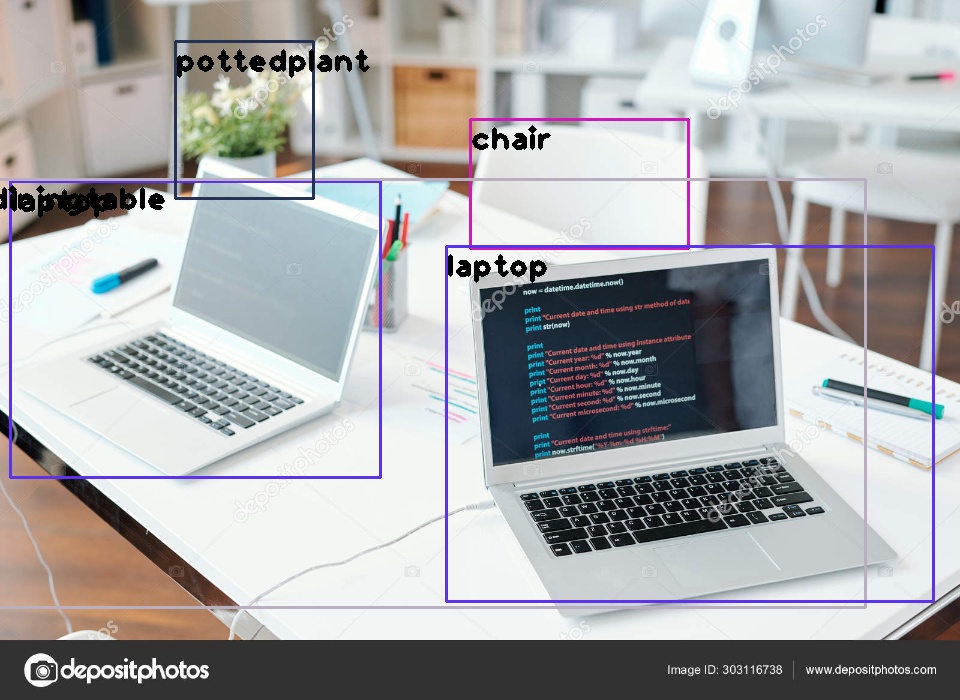 pottedplant
chair
diningtable
laptop
laptop
now = datetime.datetime.now()
print
print "Current date and time using str method of date
print str(now)
print
print "Current date and time using instance attribute
print "Current year: %d" % now.year
print "Current month: %d" % now.month
print "Current day: %d" % now.day
print "Current hour: %d" % now.hour
print "Current minute: %d" % now.minute
print "Current second: %d" % now.second
print "Current microsecond: %d" % now.microsecond
print
print "Current date and time using strftime:"
print now.strftime("%Y-%m-%d %H:%M")
depositphotos
Image ID: 303116738
www.depositphotos.com